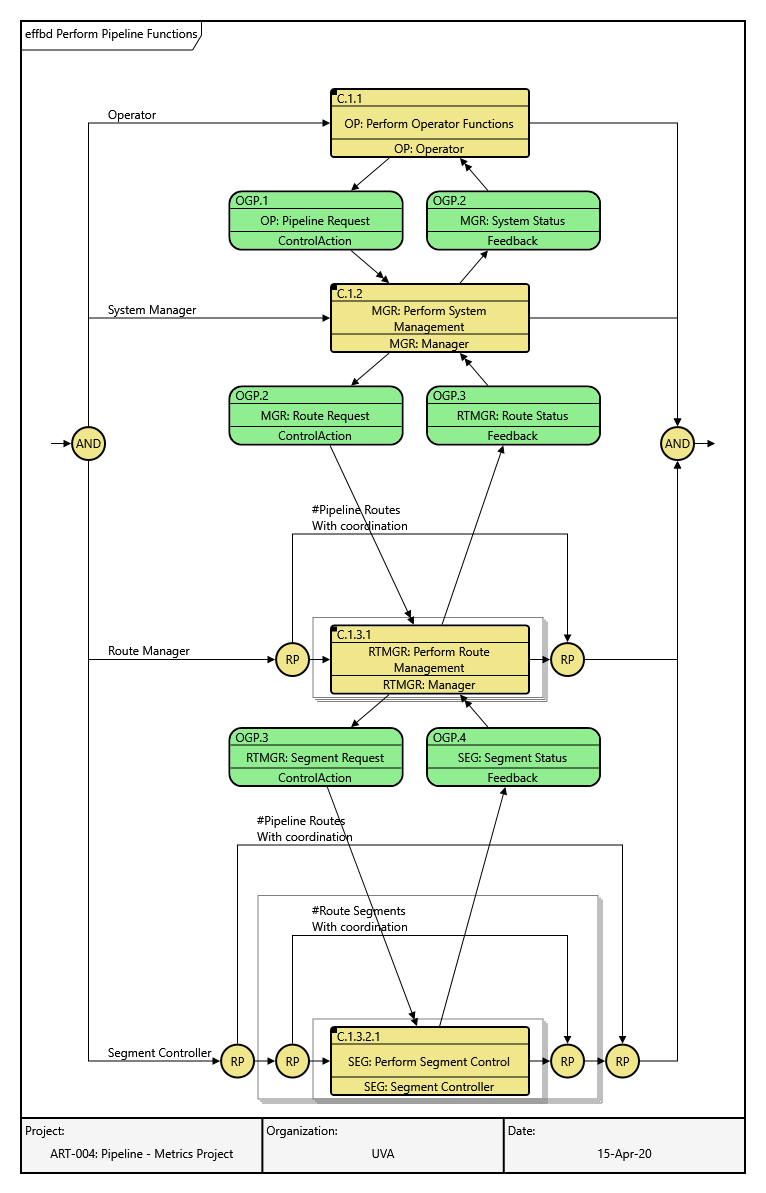 effbd Perform Pipeline Functions
C.1.1
Operator
OP: Perform Operator Functions
OP: Operator
OGP.1
OP: Pipeline Request
ControlAction
OGP.2
MGR: System Status
Feedback
C.1.2
System Manager
MGR: Perform System
Management
MGR: Manager
OGP.2
MGR: Route Request
ControlAction
OGP.3
RTMGR: Route Status
Feedback
AND
AND
#Pipeline Routes
With coordination
C.1.3.1
Route Manager
RP
RTMGR: Perform Route
Management
RTMGR: Manager
RP
OGP.3
RTMGR: Segment Request
ControlAction
OGP.4
SEG: Segment Status
Feedback
#Pipeline Routes
With coordination
#Route Segments
With coordination
C.1.3.2.1
Segment Controller
RP
RP
SEG: Perform Segment Control
SEG: Segment Controller
RP
RP
Project:
ART-004: Pipeline - Metrics Project
Organization:
UVA
Date:
15-Apr-20